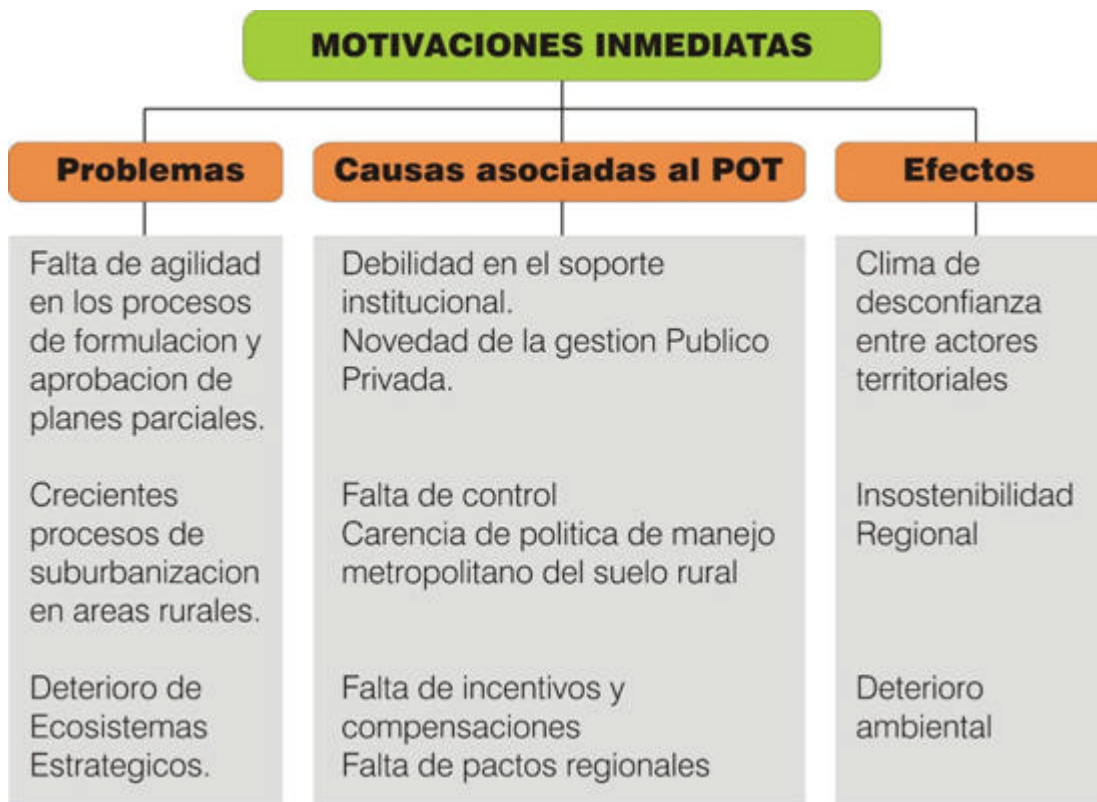 MOTIVACIONES INMEDIATAS
Problemas
Falta de agilidad
en los procesos
de formulacion y
aprobacion de
planes parciales.
Crecientes
procesos de
suburbanizacion
en areas rurales.
Deterioro de
Ecosistemas
Estrategicos.
Causas asociadas al POT
Debilidad en el soporte
institucional.
Novedad de la gestion Publico
Privada.
Falta de control
Carencia de politica de manejo
metropolitano del suelo rural
Falta de incentivos y
compensaciones
Falta de pactos regionales
Efectos
Clima de
desconfianza
entre actores
territoriales
Insostenibilidad
Regional
Deterioro
ambiental